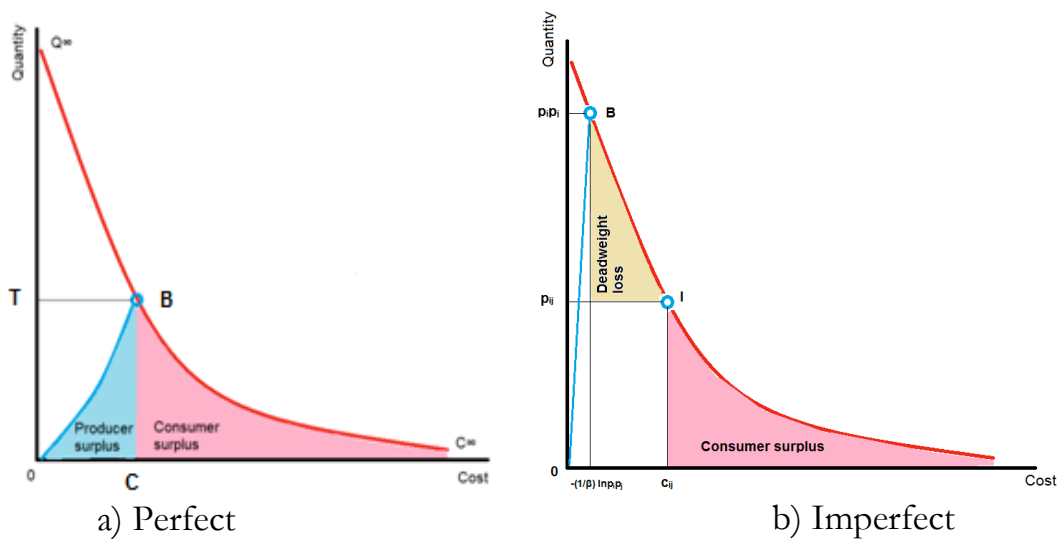 Quantity
Q∞
T
B
Producer
surplus
Consumer
surplus
C∞
0
C
Cost
a) Perfect
Quantity
pᵢpᵢ
B
Deadweight
loss
pᵢⱼ
I
Consumer surplus
0
-(1/β) lnpᵢpⱼ
cᵢⱼ
Cost
b) Imperfect